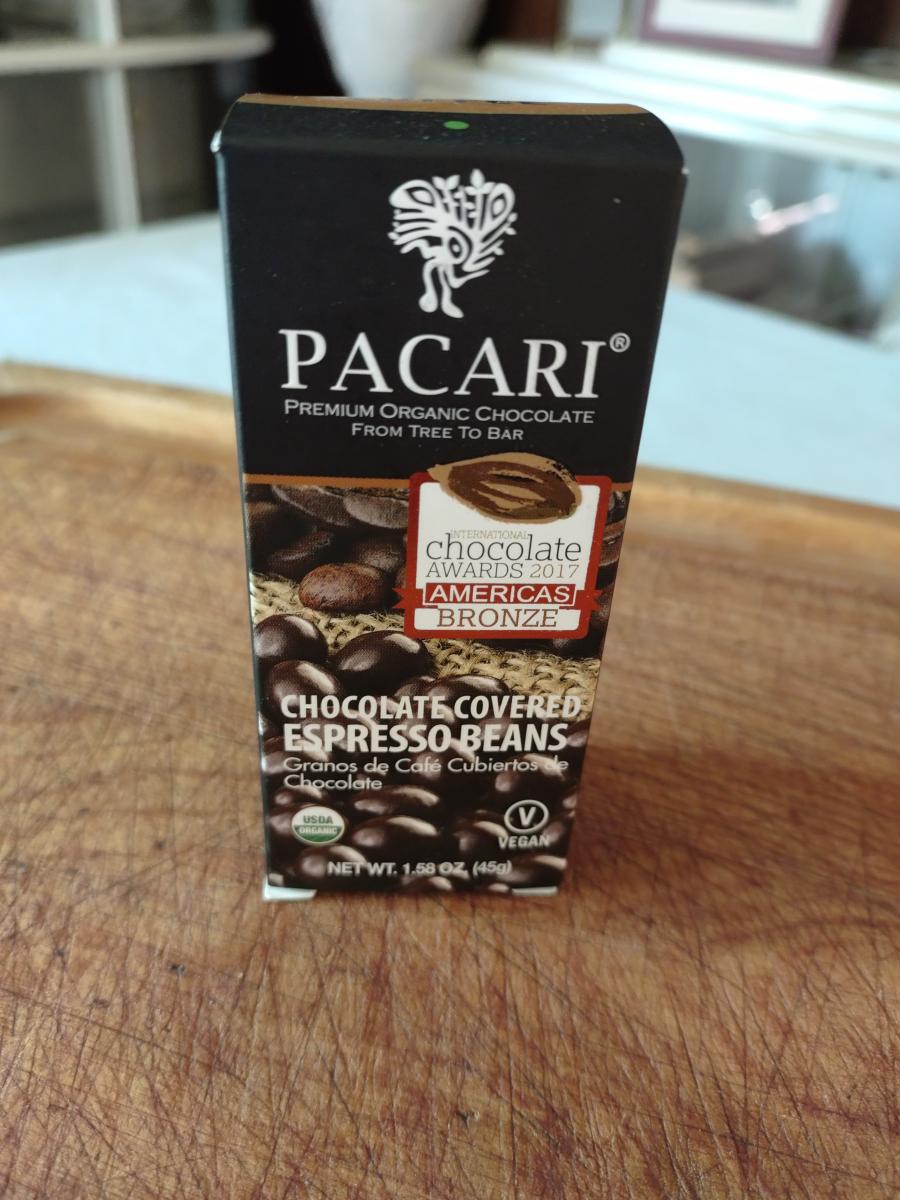 PACARI®
PREMIUM ORGANIC CHOCOLATE
FROM TREE TO BAR
INTERNATIONAL
chocolate
AWARDS 2017
AMERICAS
BRONZE
CHOCOLATE COVERED
ESPRESSO BEANS
Granos de Café Cubiertos de
Chocolate
USDA
ORGANIC
V
VEGAN
NET WT. 1.58 OZ. (45g)